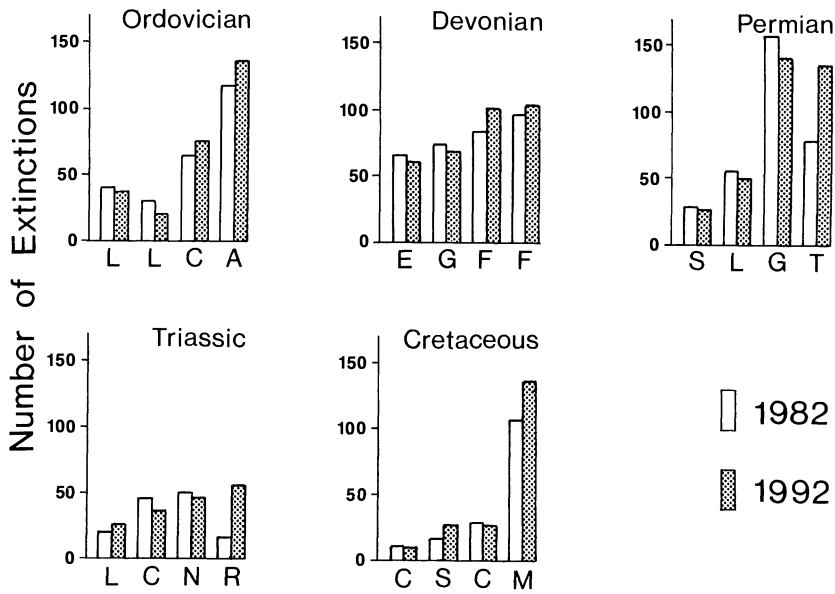 Number of Extinctions
Ordovician
150
100
50
0
L L C A
Devonian
150
100
50
0
E G F F
Permian
150
100
50
0
S L G T
Triassic
150
100
50
0
L C N R
Cretaceous
150
100
50
0
C S C M
1982
1992